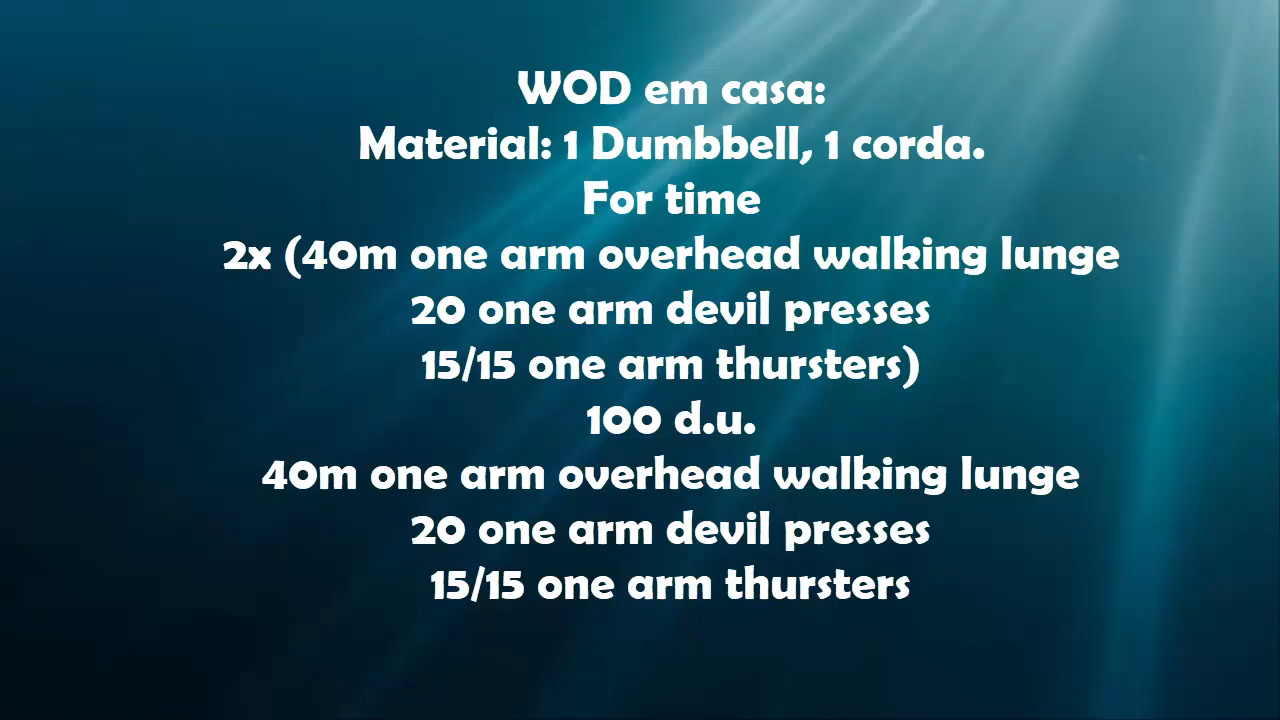 WOD em casa:
Material: 1 Dumbbell, 1 corda.
For time
2x (40m one arm overhead walking lunge
20 one arm devil presses
15/15 one arm thursters)
100 d.u.
40m one arm overhead walking lunge
20 one arm devil presses
15/15 one arm thursters